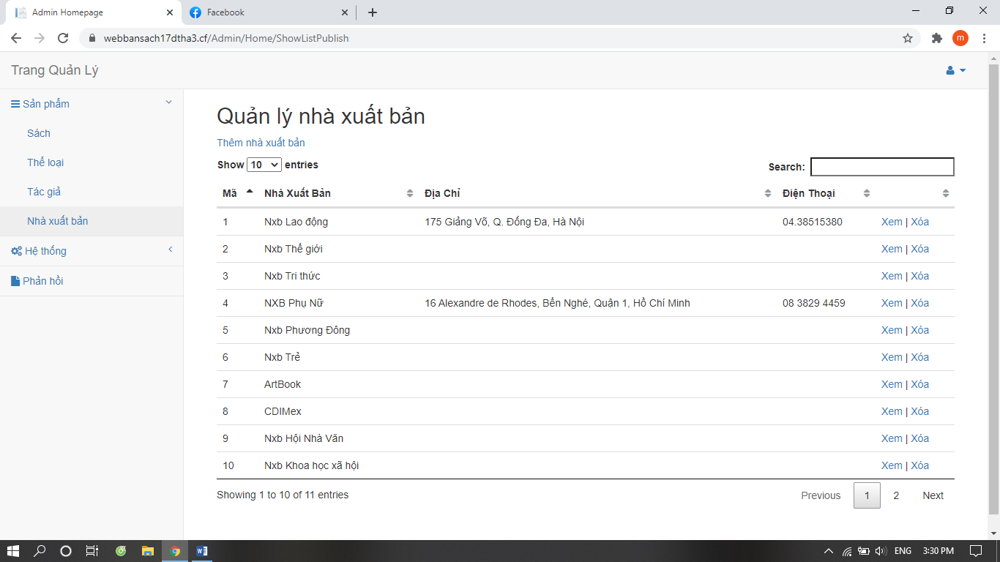 Admin Homepage
Facebook
webbansach17dtha3.cf/Admin/Home/ShowListPublish
m
Trang Quản Lý
Sản phẩm
Sách
Thể loại
Tác giả
Nhà xuất bản
Hệ thống
Phản hồi
Quản lý nhà xuất bản
Thêm nhà xuất bản
Show 10 entries
Search:
Mã Nhà Xuất Bản Địa Chỉ Điện Thoại
1 Nxb Lao động 175 Giảng Võ, Q. Đống Đa, Hà Nội 04.38515380 Xem | Xóa
2 Nxb Thế giới Xem | Xóa
3 Nxb Tri thức Xem | Xóa
4 NXB Phụ Nữ 16 Alexandre de Rhodes, Bến Nghé, Quận 1, Hồ Chí Minh 08 3829 4459 Xem | Xóa
5 Nxb Phương Đông Xem | Xóa
6 Nxb Trẻ Xem | Xóa
7 ArtBook Xem | Xóa
8 CDIMex Xem | Xóa
9 Nxb Hội Nhà Văn Xem | Xóa
10 Nxb Khoa học xã hội Xem | Xóa
Showing 1 to 10 of 11 entries
Previous 1 2 Next
ENG 3:30 PM